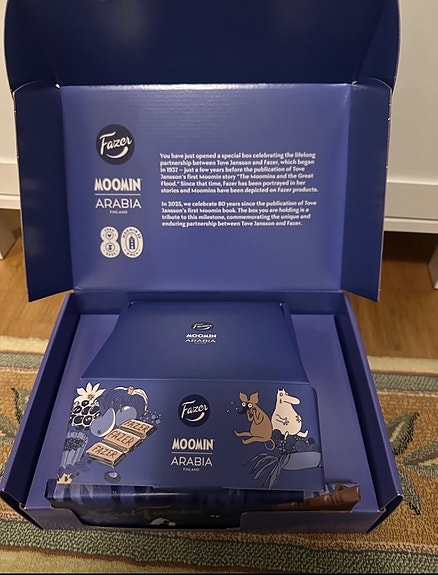 Fazer
MOOMIN
ARABIA
FINLAND
80
You have just opened a special box celebrating the lifelong
partnership between Tove Jansson and Fazer, which began
in 1937 – just a few years before the publication of Tove
Jansson's first Moomin story "The Moomins and the Great
Flood." Since that time, Fazer has been portrayed in her
stories and Moomins have been depicted on Fazer products.
In 2025, we celebrate 80 years since the publication of Tove
Jansson's first Moomin book. The box you are holding is a
tribute to this milestone, commemorating the unique and
enduring partnership between Tove Jansson and Fazer.
Fazer
MOOMIN
ARABIA
FAZER
FAZER
FAZER
Fazer
MOOMIN
ARABIA
FINLAND